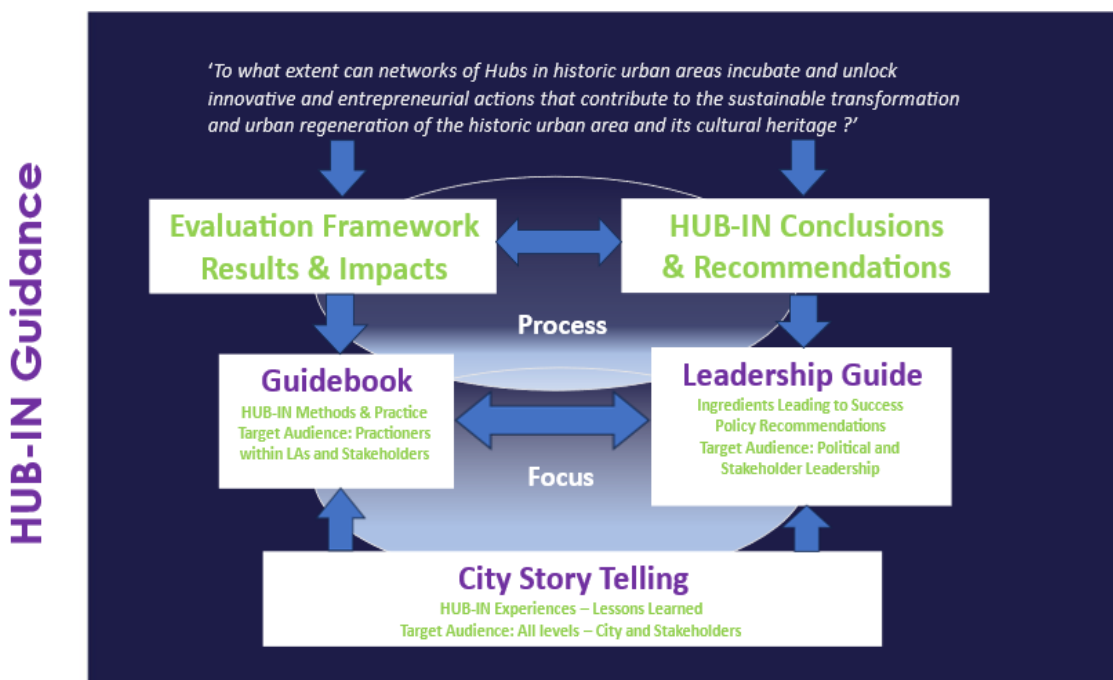 HUB-IN Guidance
‘To what extent can networks of Hubs in historic urban areas incubate and unlock
innovative and entrepreneurial actions that contribute to the sustainable transformation
and urban regeneration of the historic urban area and its cultural heritage ?’
Evaluation Framework
Results & Impacts
HUB-IN Conclusions
& Recommendations
Process
Guidebook
HUB-IN Methods & Practice
Target Audience: Practioners
within LAs and Stakeholders
Leadership Guide
Ingredients Leading to Success
Policy Recommendations
Target Audience: Political and
Stakeholder Leadership
Focus
City Story Telling
HUB-IN Experiences – Lessons Learned
Target Audience: All levels – City and Stakeholders